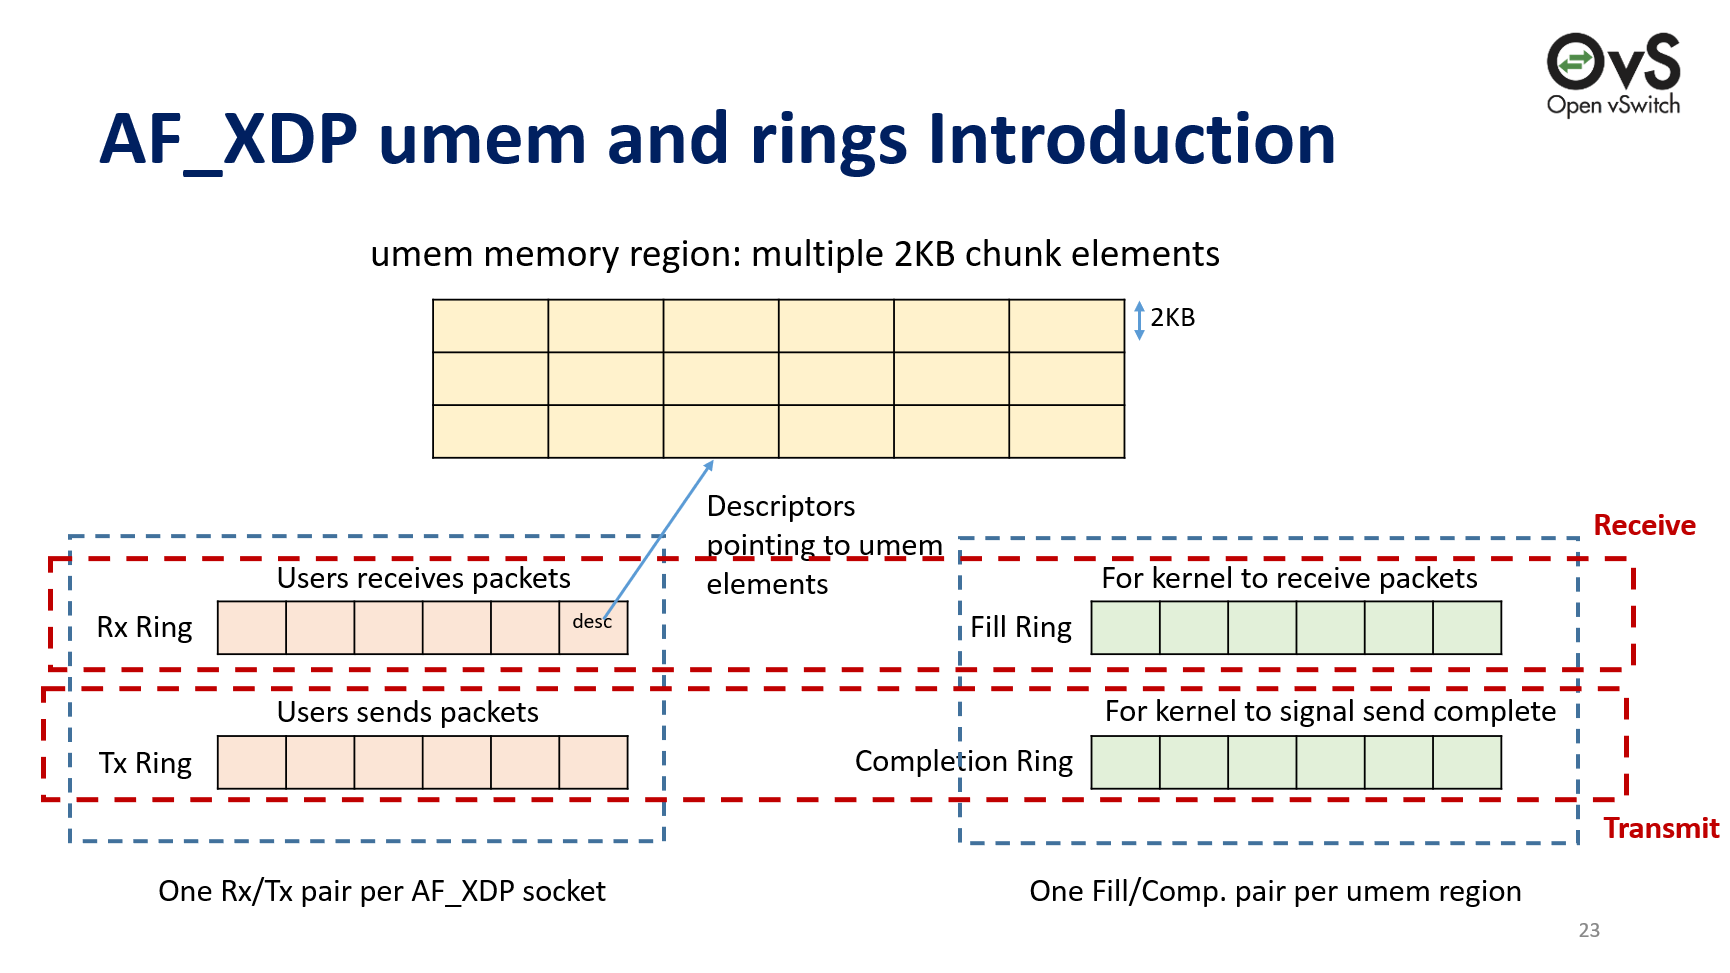 OvS
Open vSwitch
AF_XDP umem and rings Introduction
umem memory region: multiple 2KB chunk elements
2KB
Descriptors
pointing to umem
elements
Receive
Users receives packets
For kernel to receive packets
Rx Ring
desc
Fill Ring
Users sends packets
For kernel to signal send complete
Tx Ring
Completion Ring
Transmit
One Rx/Tx pair per AF_XDP socket
One Fill/Comp. pair per umem region
23